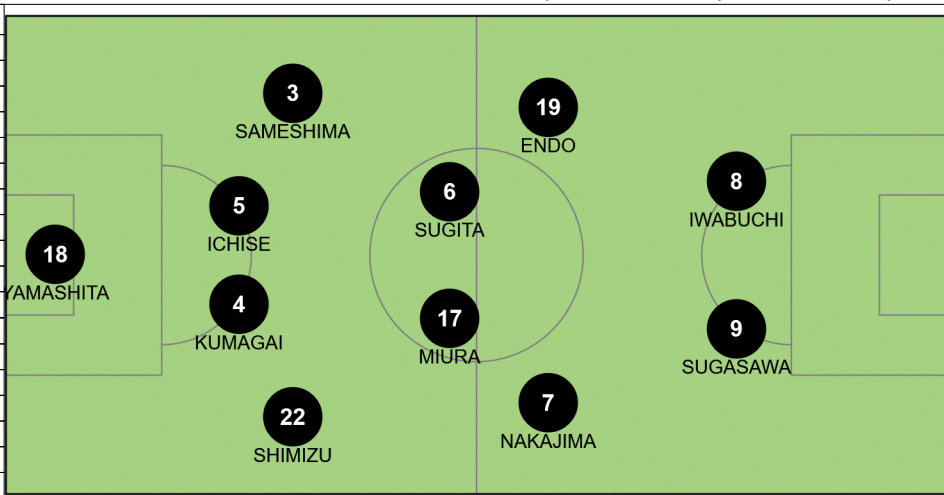 3
SAMESHIMA
19
ENDO
8
IWABUCHI
6
SUGITA
5
ICHISE
18
YAMASHITA
4
KUMAGAI
17
MIURA
9
SUGASAWA
7
NAKAJIMA
22
SHIMIZU